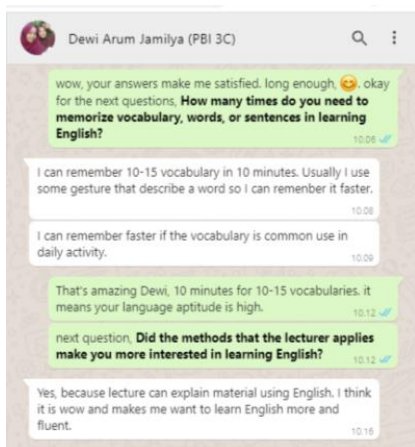 Dewi Arum Jamilya (PBI 3C)
wow, your answers make me satisfied. long enough, 😊. okay
for the next questions, How many times do you need to
memorize vocabulary, words, or sentences in learning
English?
10.06
I can remember 10-15 vocabulary in 10 minutes. Usually I use
some gesture that describe a word so I can remenber it faster.
10.08
I can remember faster if the vocabulary is common use in
daily activity.
10.09
That's amazing Dewi, 10 minutes for 10-15 vocabularies. it
means your language aptitude is high.
10.12
next question, Did the methods that the lecturer applies
make you more interested in learning English?
10.12
Yes, because lecture can explain material using English. I think
it is wow and makes me want to learn English more and
fluent.
10.16